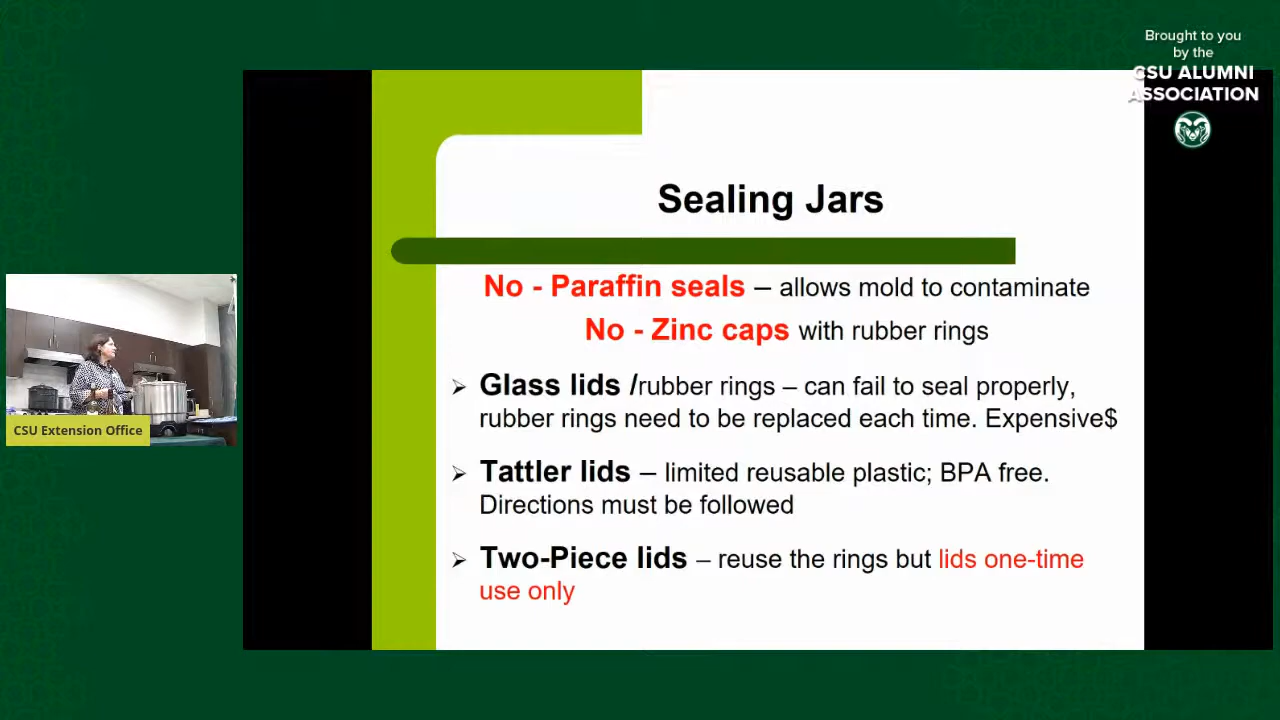 Brought to you
by the
CSU ALUMNI
ASSOCIATION
Sealing Jars
No - Paraffin seals – allows mold to contaminate
No - Zinc caps with rubber rings
➢ Glass lids /rubber rings – can fail to seal properly,
rubber rings need to be replaced each time. Expensive$
➢ Tattler lids – limited reusable plastic; BPA free.
Directions must be followed
➢ Two-Piece lids – reuse the rings but lids one-time
use only
CSU Extension Office